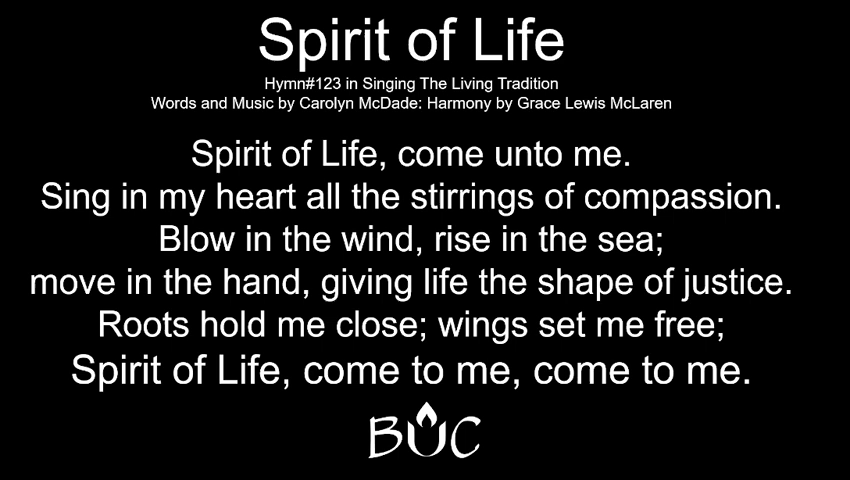 Spirit of Life
Hymn#123 in Singing The Living Tradition
Words and Music by Carolyn McDade: Harmony by Grace Lewis McLaren
Spirit of Life, come unto me.
Sing in my heart all the stirrings of compassion.
Blow in the wind, rise in the sea;
move in the hand, giving life the shape of justice.
Roots hold me close; wings set me free;
Spirit of Life, come to me, come to me.
BUC